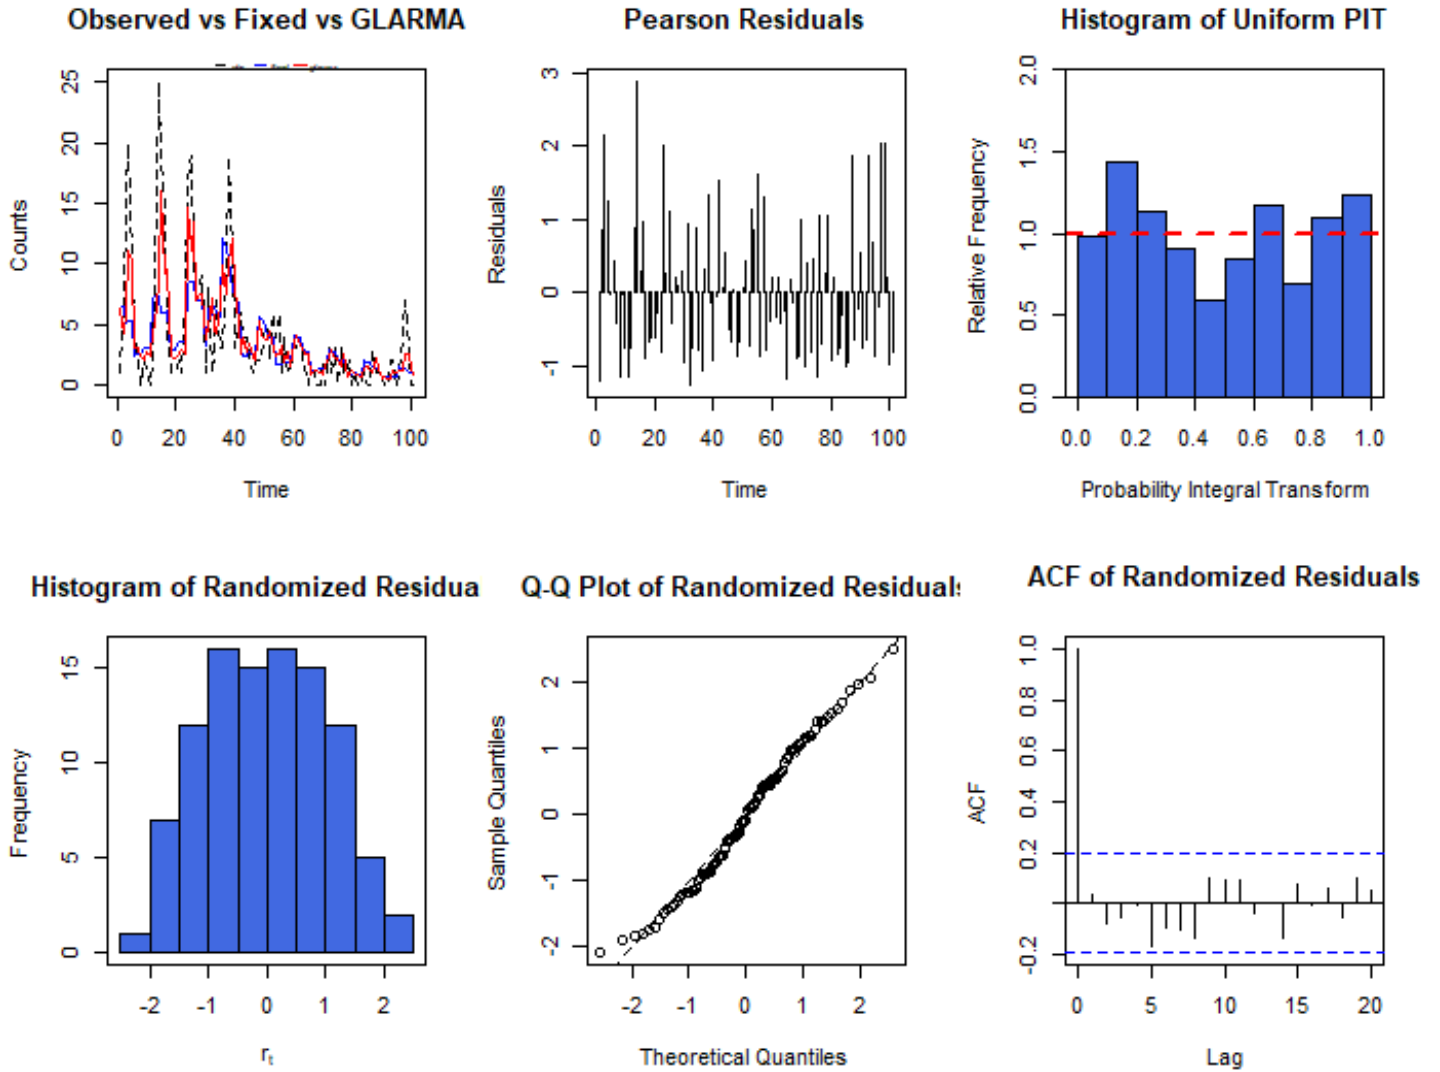 Observed vs Fixed vs GLARMA
Counts
0 5 10 15 20 25
0 20 40 60 80 100
Time
Pearson Residuals
Residuals
-1 0 1 2 3
0 20 40 60 80 100
Time
Histogram of Uniform PIT
Relative Frequency
0.0 0.5 1.0 1.5 2.0
0.0 0.2 0.4 0.6 0.8 1.0
Probability Integral Transform
Histogram of Randomized Residua
Frequency
0 5 10 15
-2 -1 0 1 2
rₜ
Q-Q Plot of Randomized Residuals
Sample Quantiles
-2 -1 0 1 2
-2 -1 0 1 2
Theoretical Quantiles
ACF of Randomized Residuals
ACF
-0.2 0.0 0.2 0.4 0.6 0.8 1.0
0 5 10 15 20
Lag